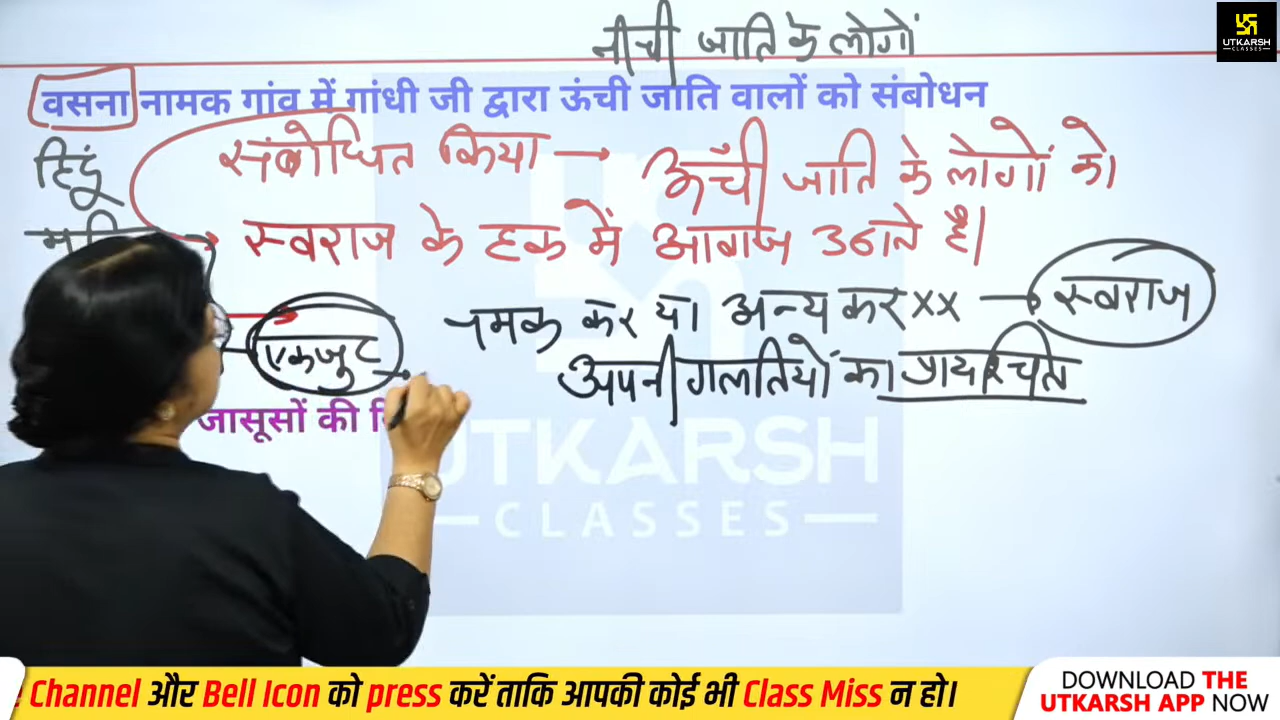 नीची जाति के लोगों
UTKARSH
CLASSES
वसना नामक गांव में गांधी जी द्वारा ऊंची जाति वालों को संबोधन
हिंदू
संबोधित किया → ऊँची जाति के लोगों को
स्वराज के हक में आवाज उठाते है।
नमक कर या अन्य कर xx → स्वराज
एकजुट →
अपनी गलतियों का प्रायश्चित
जासूसों की
UTKARSH
CLASSES
Channel और Bell Icon को press करें ताकि आपकी कोई भी Class Miss न हो।
DOWNLOAD THE
UTKARSH APP NOW